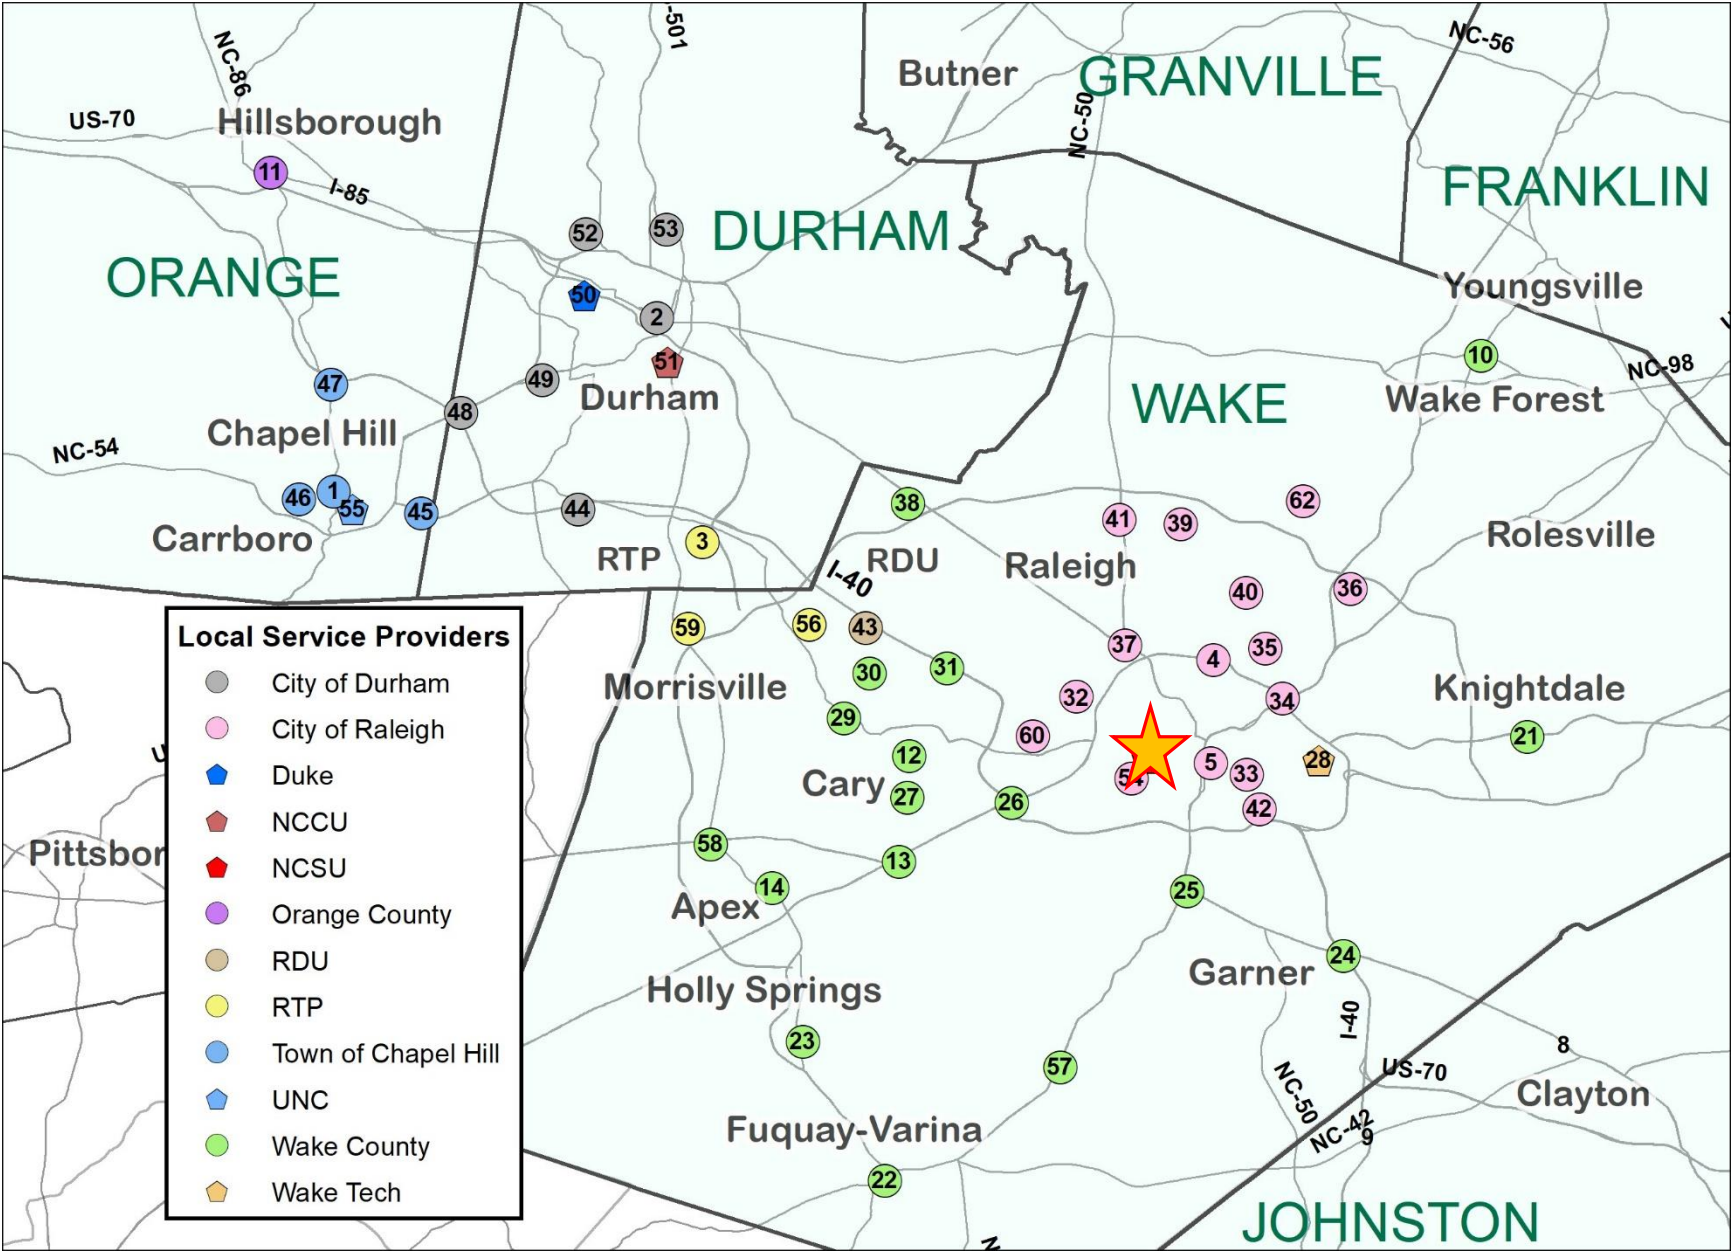 NC-86
-501
NC-56
Butner
GRANVILLE
NC-50
US-70
Hillsborough
11
I-85
FRANKLIN
52
53
DURHAM
ORANGE
Youngsville
50
2
10
51
NC-98
47
49
Durham
Wake Forest
48
WAKE
Chapel Hill
NC-54
46
1
55
45
44
38
62
41
39
Carrboro
RTP
3
RDU
Raleigh
Rolesville
I-40
40
36
59
56
43
37
4
35
30
31
Morrisville
32
34
Knightdale
29
60
21
12
5
33
28
54
Cary
27
26
42
58
13
Pittsbor
14
Apex
25
24
Garner
Holly Springs
23
I-40
8
57
US-70
NC-50
Clayton
NC-42
9
Fuquay-Varina
22
JOHNSTON
N
U
Local Service Providers
City of Durham
City of Raleigh
Duke
NCCU
NCSU
Orange County
RDU
RTP
Town of Chapel Hill
UNC
Wake County
Wake Tech